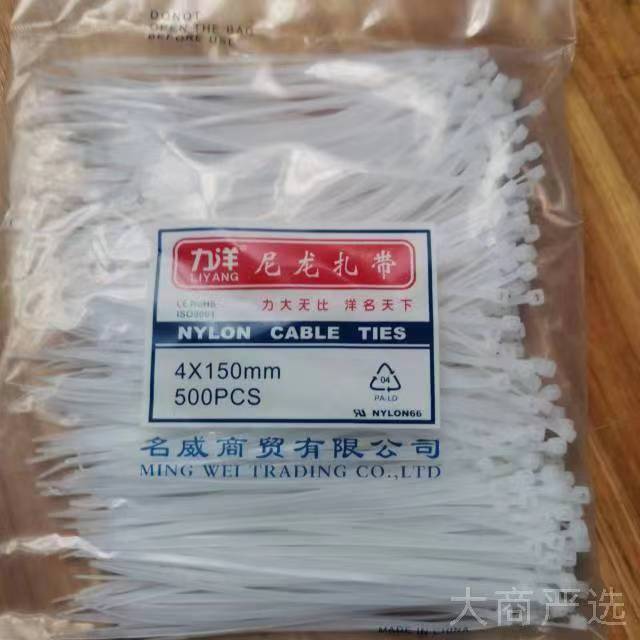 DO NOT
OPEN THE BAG
BEFORE USE
力洋®
LIYANG
尼龙扎带
CE ROHS
ISO9001
力大无比 洋名天下
NYLON CABLE TIES
4X150mm
500PCS
04
PA-LD
NYLON66
名威商贸有限公司
MING WEI TRADING CO.,LTD
MADE IN CHINA
大商严选